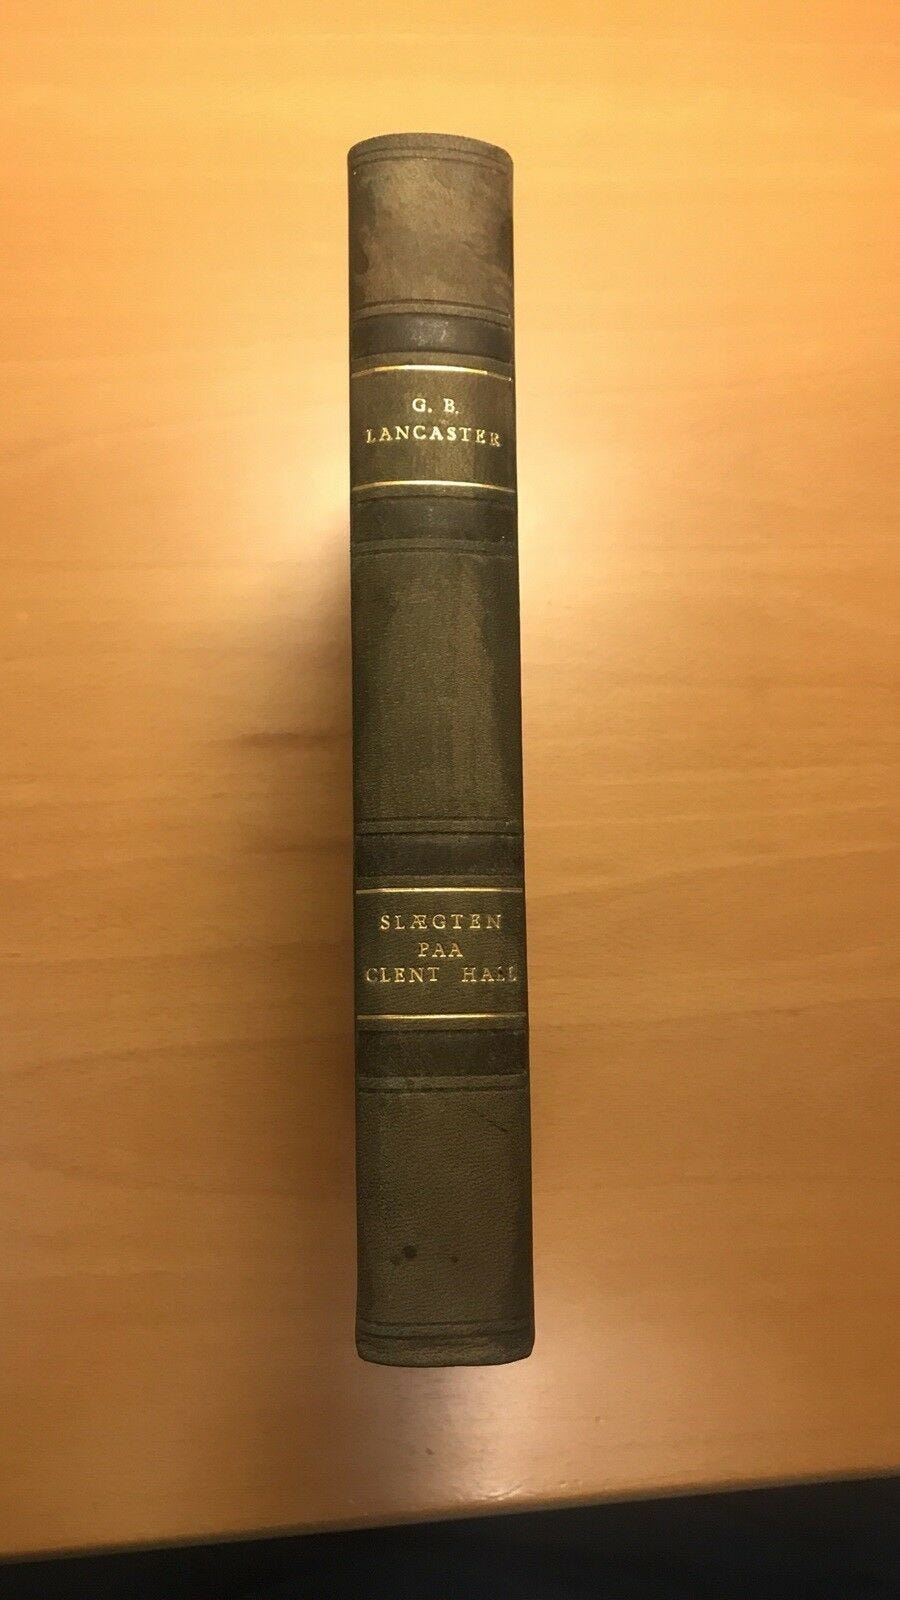 G. B.
LANCASTER
SLÆGTEN
PAA
CLENT HALL